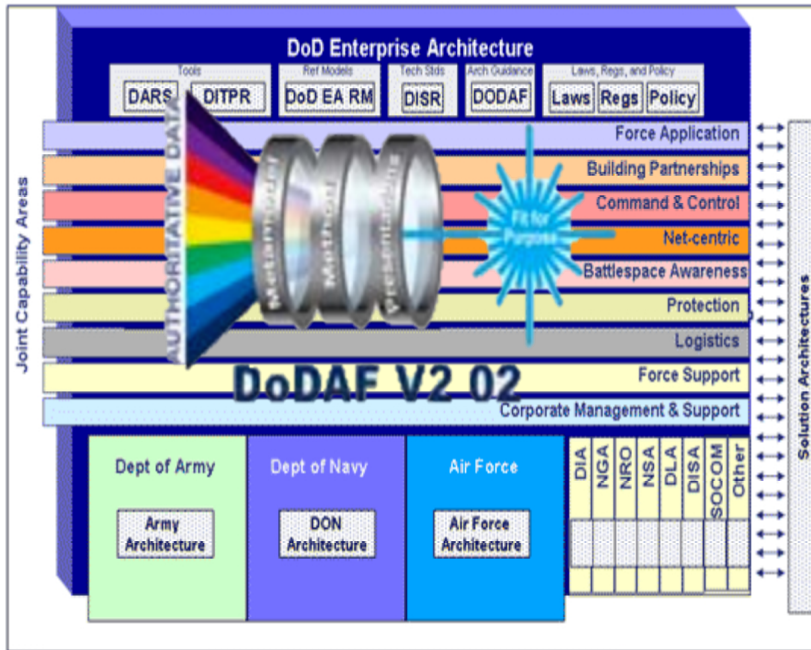 DoD Enterprise Architecture
Tools
DARS
DITPR
Ref Models
DoD EA RM
Tech Stds
DISR
Arch Guidance
DODAF
Laws, Regs, and Policy
Laws
Regs
Policy
Joint Capability Areas
Force Application
Building Partnerships
Command & Control
Net-centric
Battlespace Awareness
Protection
Logistics
Force Support
Corporate Management & Support
AUTHORITATIVE DATA
Metamodel
Method
Presentations
Fit for
Purpose
DoDAF V2 02
Solution Architectures
Dept of Army
Army
Architecture
Dept of Navy
DON
Architecture
Air Force
Air Force
Architecture
DIA
NGA
NRO
NSA
DLA
DISA
SOCOM
Other